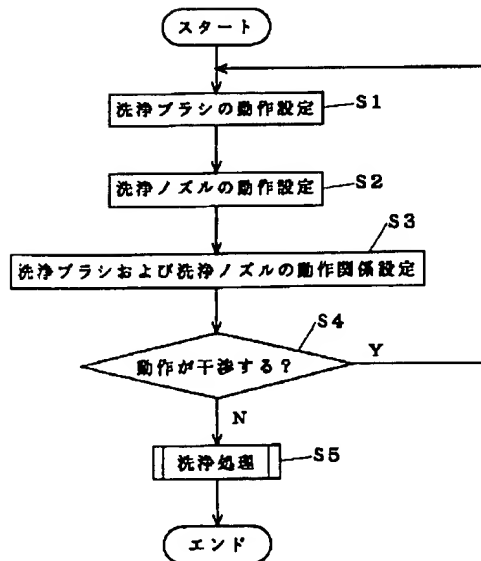 スタート
洗浄ブラシの動作設定
S1
洗浄ノズルの動作設定
S2
S3
洗浄ブラシおよび洗浄ノズルの動作関係設定
S4
動作が干渉する？
Y
N
洗浄処理
S5
エンド